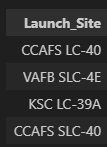 Launch_Site
CCAFS LC-40
VAFB SLC-4E
KSC LC-39A
CCAFS SLC-40